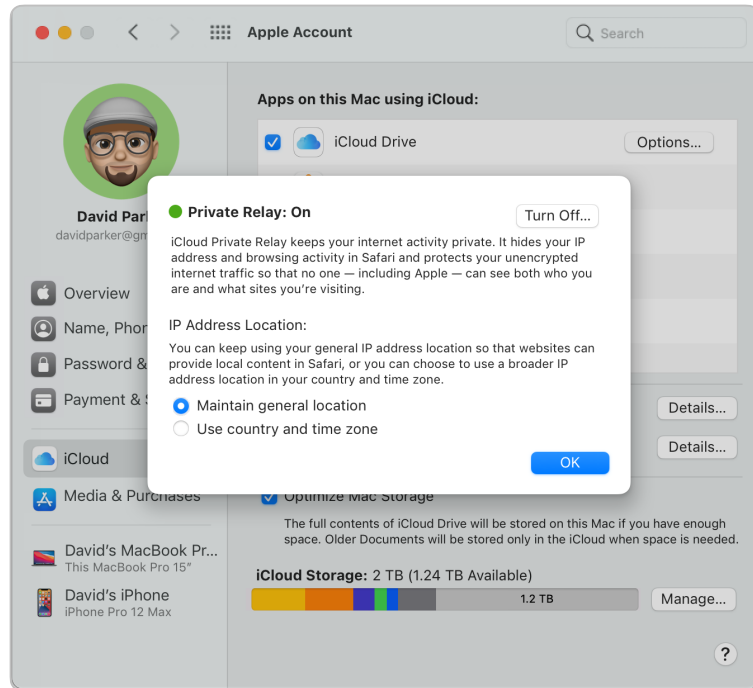 Apple Account
Search
David Par
davidparker@gm
Overview
Name, Phor
Password &
Payment &
iCloud
Media & Purchases
David's MacBook Pr...
This MacBook Pro 15"
David's iPhone
iPhone Pro 12 Max
Apps on this Mac using iCloud:
iCloud Drive
Options...
Private Relay: On
Turn Off...
iCloud Private Relay keeps your internet activity private. It hides your IP
address and browsing activity in Safari and protects your unencrypted
internet traffic so that no one — including Apple — can see both who you
are and what sites you're visiting.
IP Address Location:
You can keep using your general IP address location so that websites can
provide local content in Safari, or you can choose to use a broader IP
address location in your country and time zone.
Maintain general location
Use country and time zone
OK
Details...
Details...
Optimize Mac Storage
The full contents of iCloud Drive will be stored on this Mac if you have enough
space. Older Documents will be stored only in the iCloud when space is needed.
iCloud Storage: 2 TB (1.24 TB Available)
1.2 TB
Manage...
?